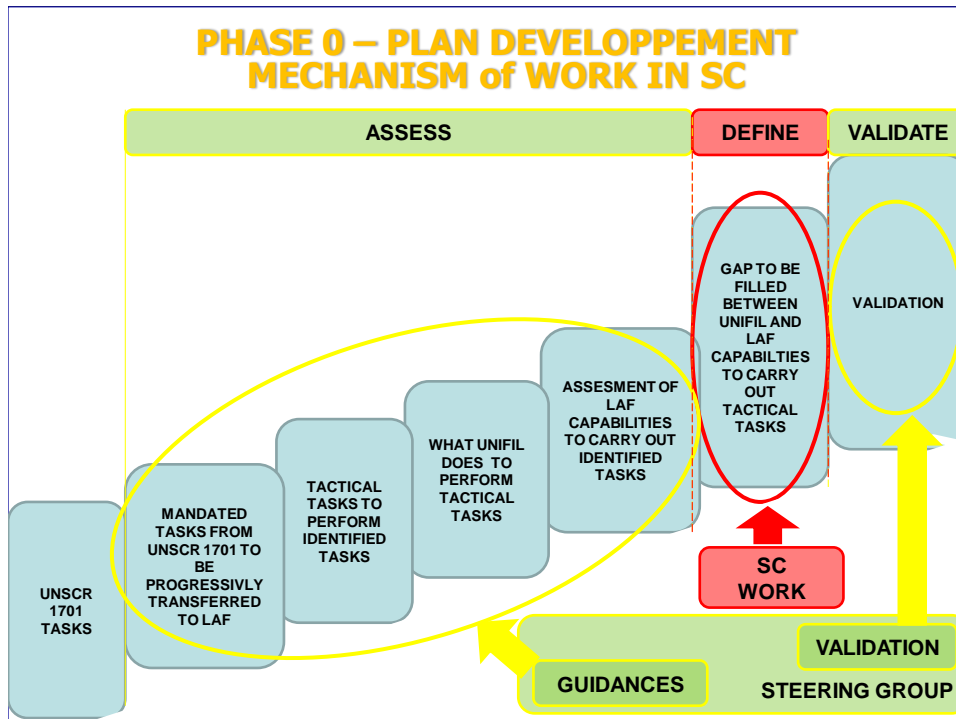 PHASE 0 – PLAN DEVELOPPEMENT
MECHANISM of WORK IN SC
ASSESS
DEFINE
VALIDATE
UNSCR
1701
TASKS
MANDATED
TASKS FROM
UNSCR 1701 TO
BE
PROGRESSIVLY
TRANSFERRED
TO LAF
TACTICAL
TASKS TO
PERFORM
IDENTIFIED
TASKS
WHAT UNIFIL
DOES TO
PERFORM
TACTICAL
TASKS
ASSESMENT OF
LAF
CAPABILITIES
TO CARRY OUT
IDENTIFIED
TASKS
GAP TO BE
FILLED
BETWEEN
UNIFIL AND
LAF
CAPABILTIES
TO CARRY
OUT
TACTICAL
TASKS
VALIDATION
SC
WORK
VALIDATION
GUIDANCES
STEERING GROUP